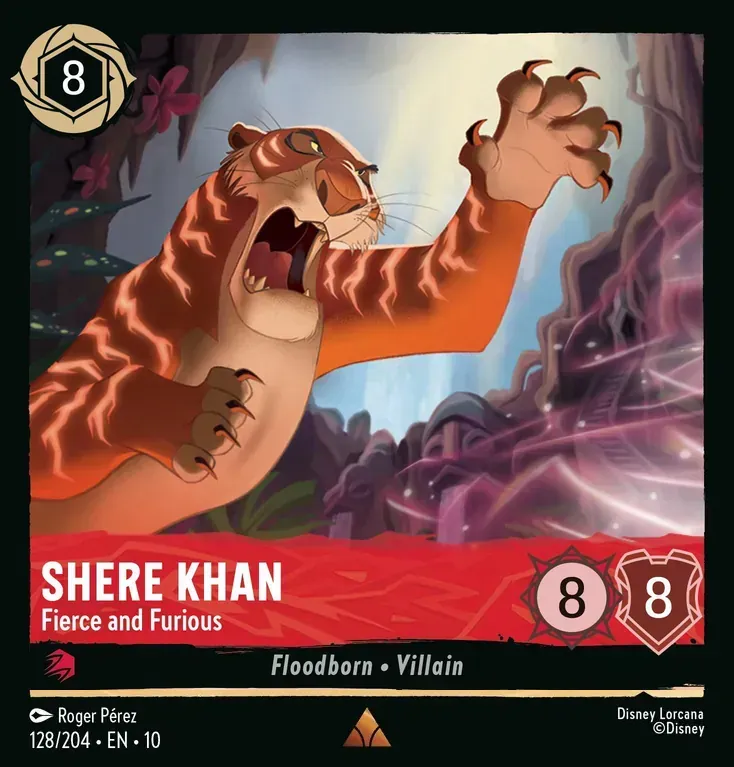 8
SHERE KHAN
Fierce and Furious
8 8
Floodborn • Villain
Roger Pérez
Disney Lorcana
128/204 • EN • 10
©Disney